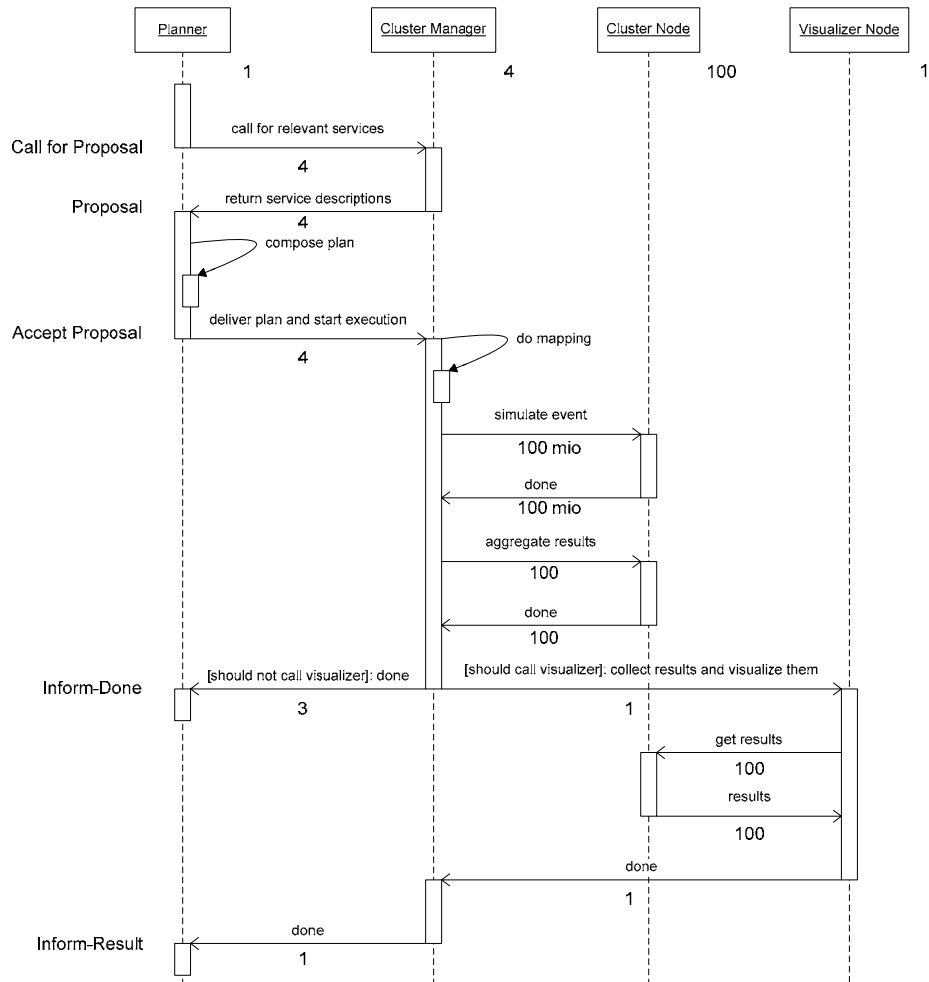 Planner
Cluster Manager
Cluster Node
Visualizer Node
1
4
100
1
call for relevant services
Call for Proposal
4
return service descriptions
Proposal
4
compose plan
deliver plan and start execution
Accept Proposal
4
do mapping
simulate event
100 mio
done
100 mio
aggregate results
100
done
100
[should not call visualizer]: done
[should call visualizer]: collect results and visualize them
Inform-Done
3
1
get results
100
results
100
done
1
done
Inform-Result
1